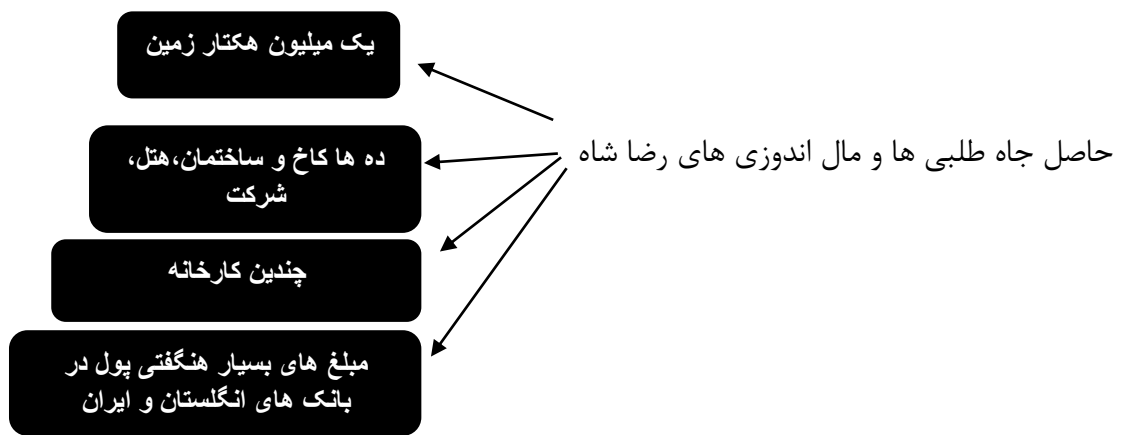 حاصل جاه طلبی ها و مال اندوزی های رضا شاه
یک میلیون هکتار زمین
ده ها کاخ و ساختمان،هتل،
شرکت
چندین کارخانه
مبلغ های بسیار هنگفتی پول در
بانک های انگلستان و ایران